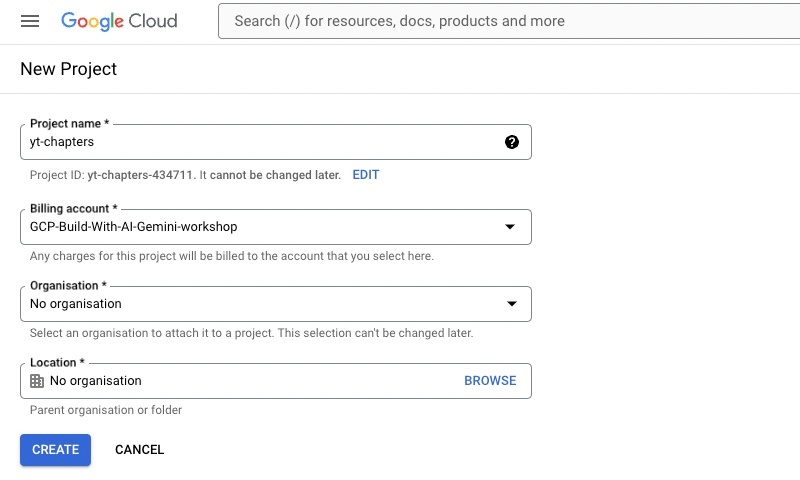 Google Cloud
Search (/) for resources, docs, products and more
New Project
Project name *
yt-chapters
?
Project ID: yt-chapters-434711. It cannot be changed later. EDIT
Billing account *
GCP-Build-With-AI-Gemini-workshop
Any charges for this project will be billed to the account that you select here.
Organisation *
No organisation
Select an organisation to attach it to a project. This selection can't be changed later.
Location *
No organisation BROWSE
Parent organisation or folder
CREATE CANCEL